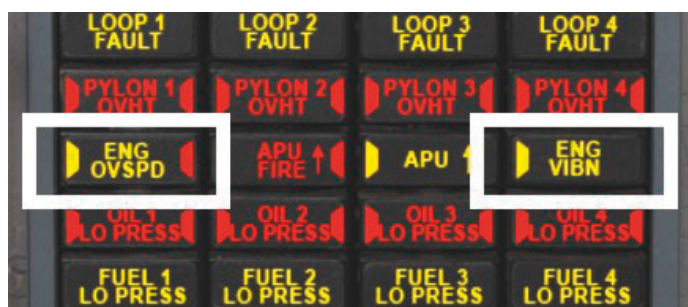 LOOP 1 LOOP 2 LOOP 3 LOOP 4
FAULT FAULT FAULT FAULT
PYLON 1 PYLON 2 PYLON 3 PYLON 4
OVHT OVHT OVHT OVHT
ENG APU APU ↑ ENG
OVSPD FIRE ↑ VIBN
OIL 1 OIL 2 OIL 3 OIL 4
LO PRESS LO PRESS LO PRESS LO PRESS
FUEL 1 FUEL 2 FUEL 3 FUEL 4
LO PRESS LO PRESS LO PRESS LO PRESS